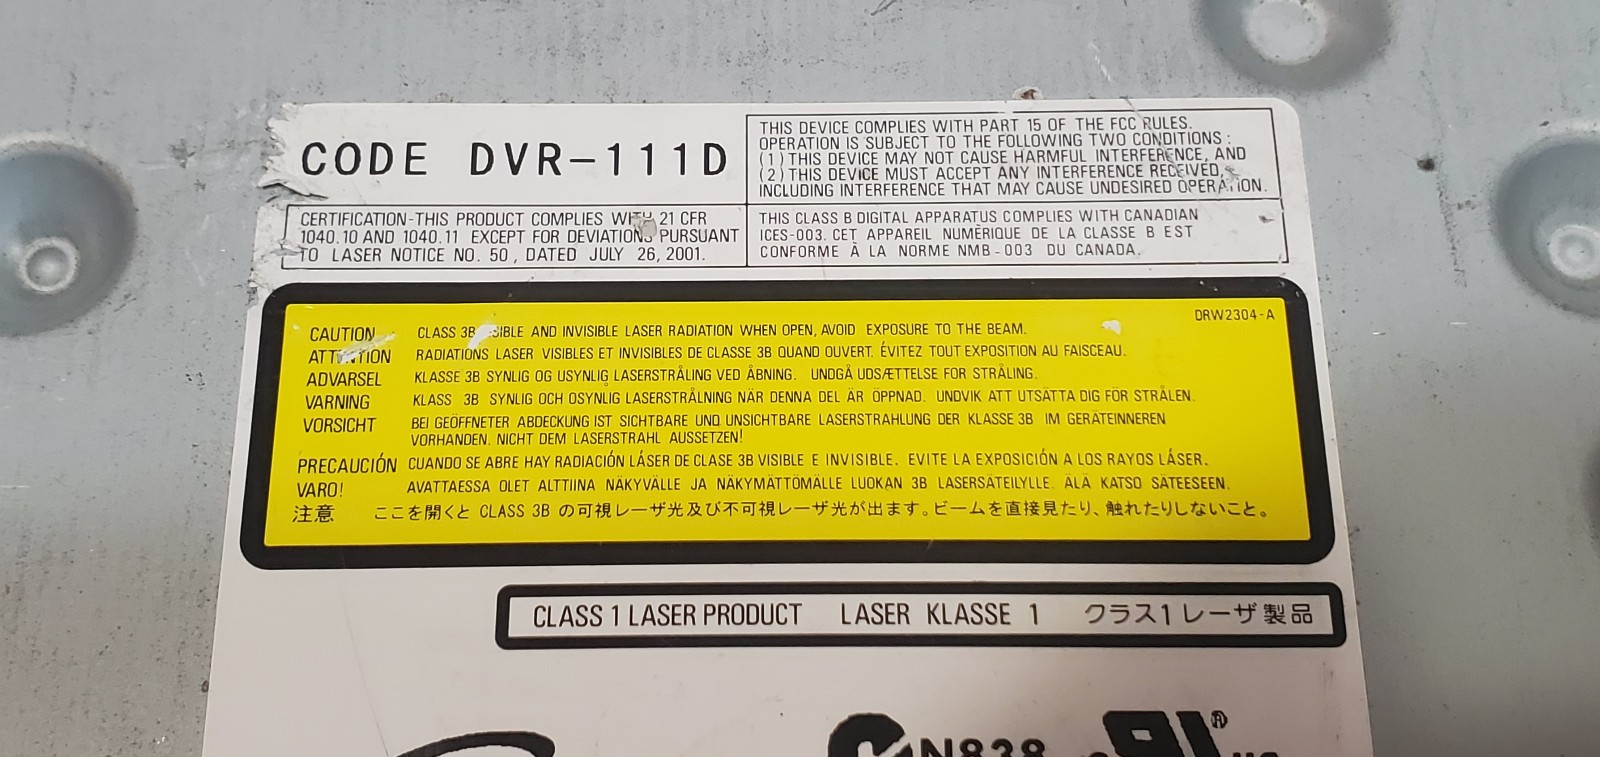 CODE DVR-111D
THIS DEVICE COMPLIES WITH PART 15 OF THE FCC RULES.
OPERATION IS SUBJECT TO THE FOLLOWING TWO CONDITIONS :
(1) THIS DEVICE MAY NOT CAUSE HARMFUL INTERFERENCE, AND
(2) THIS DEVICE MUST ACCEPT ANY INTERFERENCE RECEIVED,
INCLUDING INTERFERENCE THAT MAY CAUSE UNDESIRED OPERATION.
CERTIFICATION-THIS PRODUCT COMPLIES WITH 21 CFR
1040.10 AND 1040.11 EXCEPT FOR DEVIATIONS PURSUANT
TO LASER NOTICE NO. 50, DATED JULY 26, 2001.
THIS CLASS B DIGITAL APPARATUS COMPLIES WITH CANADIAN
ICES-003. CET APPAREIL NUMÉRIQUE DE LA CLASSE B EST
CONFORME À LA NORME NMB-003 DU CANADA.
DRW2304-A
CAUTION CLASS 3B VISIBLE AND INVISIBLE LASER RADIATION WHEN OPEN, AVOID EXPOSURE TO THE BEAM.
ATTENTION RADIATIONS LASER VISIBLES ET INVISIBLES DE CLASSE 3B QUAND OUVERT. ÉVITEZ TOUT EXPOSITION AU FAISCEAU.
ADVARSEL KLASSE 3B SYNLIG OG USYNLIG LASERSTRÅLING VED ÅBNING. UNDGÅ UDSÆTTELSE FOR STRÅLING.
VARNING KLASS 3B SYNLIG OCH OSYNLIG LASERSTRÅLNING NÄR DENNA DEL ÄR ÖPPNAD. UNDVIK ATT UTSÄTTA DIG FÖR STRÅLEN.
VORSICHT BEI GEÖFFNETER ABDECKUNG IST SICHTBARE UND UNSICHTBARE LASERSTRAHLUNG DER KLASSE 3B IM GERÄTEINNEREN
VORHANDEN. NICHT DEM LASERSTRAHL AUSSETZEN!
PRECAUCIÓN CUANDO SE ABRE HAY RADIACIÓN LÁSER DE CLASE 3B VISIBLE E INVISIBLE. EVITE LA EXPOSICIÓN A LOS RAYOS LÁSER.
VARO! AVATTAESSA OLET ALTTIINA NÄKYVÄLLE JA NÄKYMÄTTÖMÄLLE LUOKAN 3B LASERSÄTEILYLLE. ÄLÄ KATSO SÄTEESEEN.
注意 ここを開くと CLASS 3B の可視レーザ光及び不可視レーザ光が出ます。ビームを直接見たり、触れたりしないこと。
CLASS 1 LASER PRODUCT LASER KLASSE 1 クラス1レーザ製品
N838